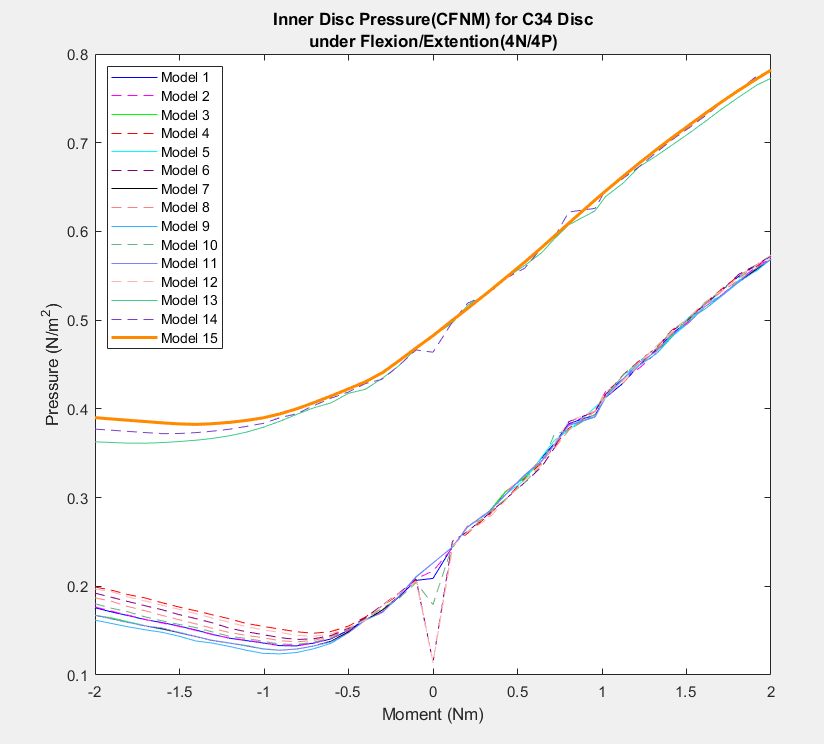 Inner Disc Pressure(CFNM) for C34 Disc
under Flexion/Extention(4N/4P)
0.8
0.7
0.6
0.5
0.4
0.3
0.2
0.1
Pressure (N/m²)
Model 1
Model 2
Model 3
Model 4
Model 5
Model 6
Model 7
Model 8
Model 9
Model 10
Model 11
Model 12
Model 13
Model 14
Model 15
-2 -1.5 -1 -0.5 0 0.5 1 1.5 2
Moment (Nm)